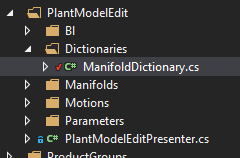 PlantModelEdit
BI
Dictionaries
C# ManifoldDictionary.cs
Manifolds
Motions
Parameters
C# PlantModelEditPresenter.cs
ProductGroups